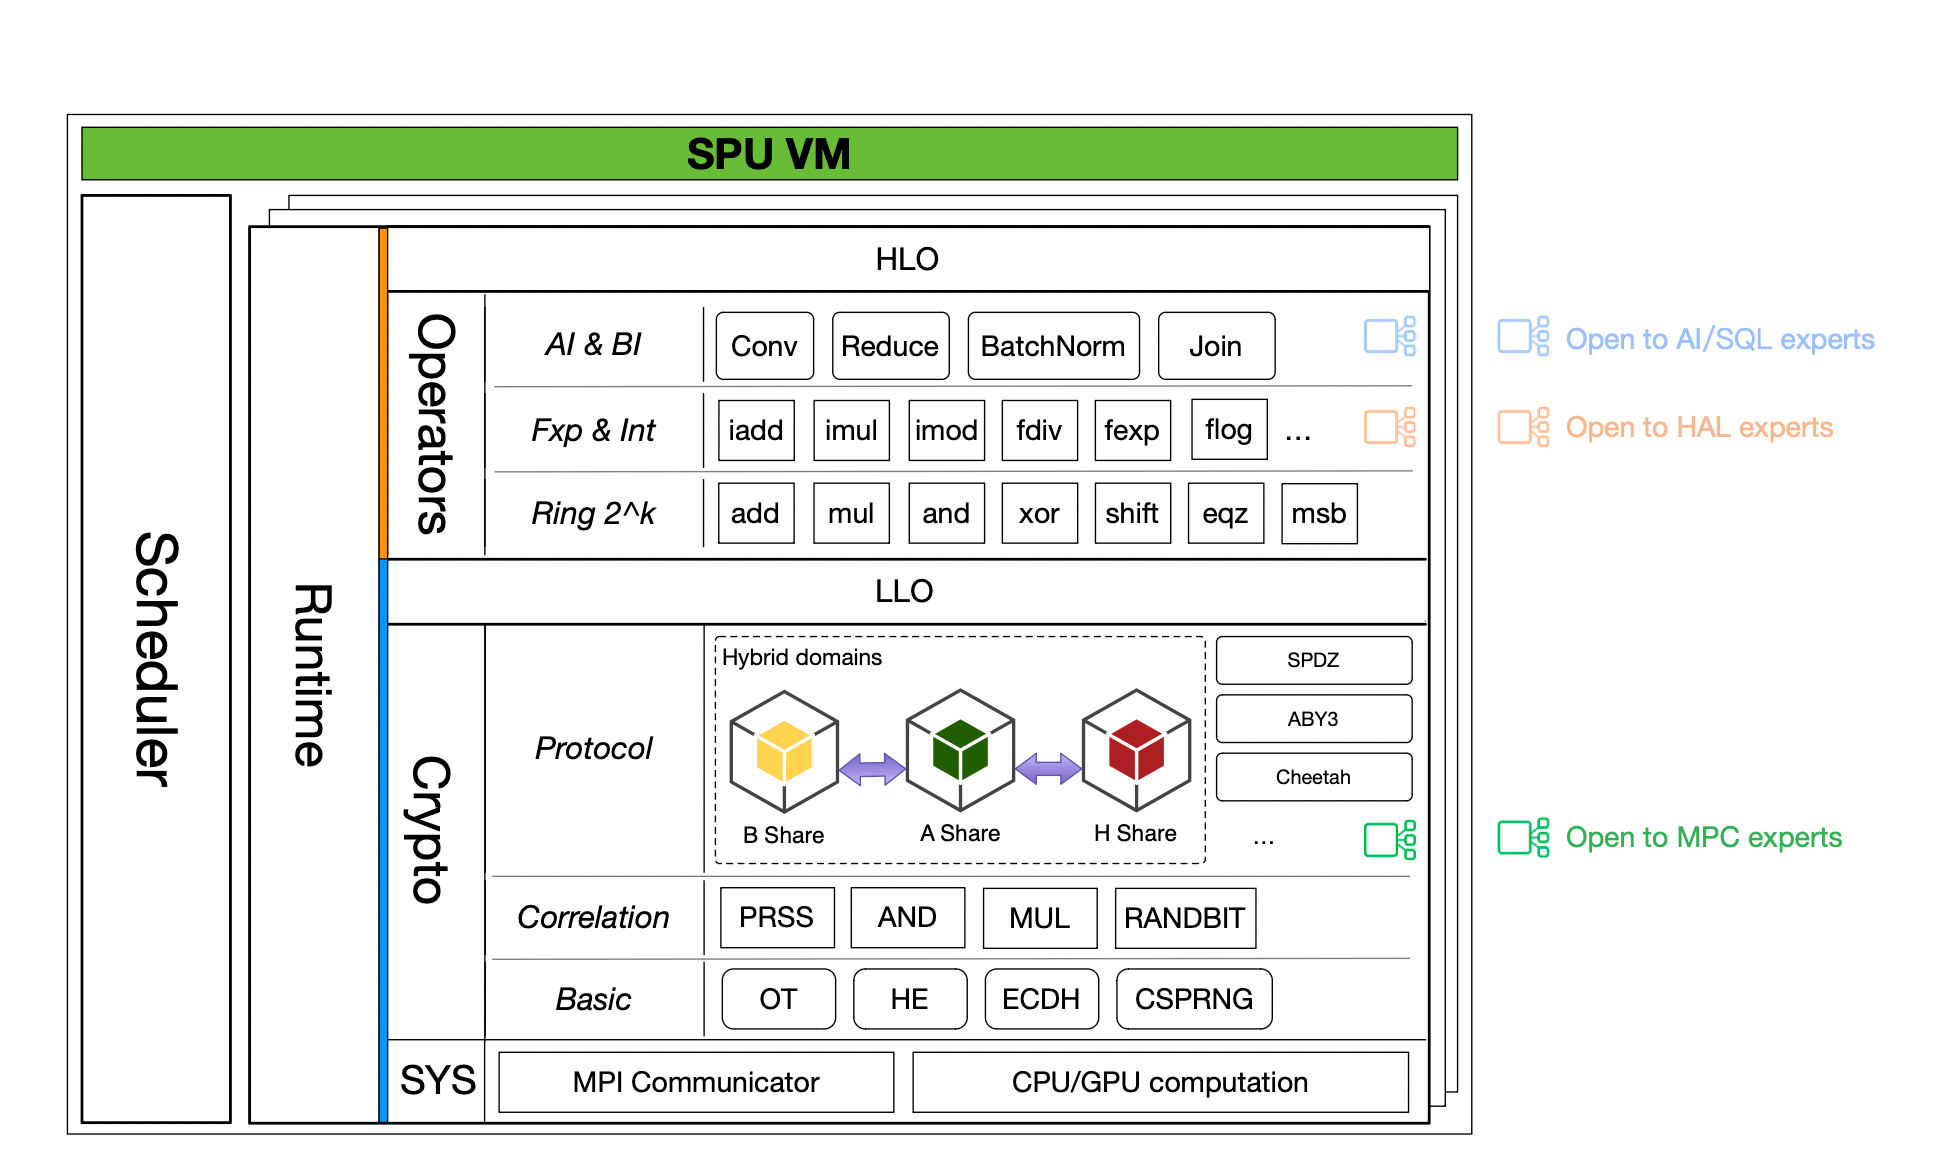 SPU VM
Scheduler
Runtime
HLO
Operators
AI & BI
Conv
Reduce
BatchNorm
Join
Open to AI/SQL experts
Fxp & Int
iadd
imul
imod
fdiv
fexp
flog
...
Open to HAL experts
Ring 2^k
add
mul
and
xor
shift
eqz
msb
LLO
Crypto
Protocol
Hybrid domains
B Share
A Share
H Share
SPDZ
ABY3
Cheetah
...
Open to MPC experts
Correlation
PRSS
AND
MUL
RANDBIT
Basic
OT
HE
ECDH
CSPRNG
SYS
MPI Communicator
CPU/GPU computation